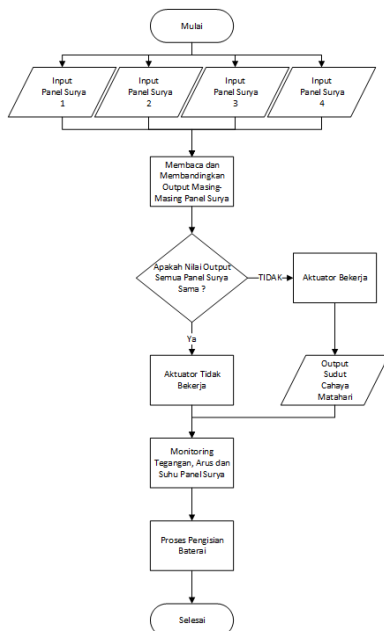 Mulai
Input
Panel Surya
1
Input
Panel Surya
2
Input
Panel Surya
3
Input
Panel Surya
4
Membaca dan
Membandingkan
Output Masing-
Masing Panel Surya
Apakah Nilai Output
Semua Panel Surya
Sama ?
TIDAK
Aktuator Bekerja
Ya
Aktuator Tidak
Bekerja
Output
Sudut
Cahaya
Matahari
Monitoring
Tegangan, Arus dan
Suhu Panel Surya
Proses Pengisian
Baterai
Selesai